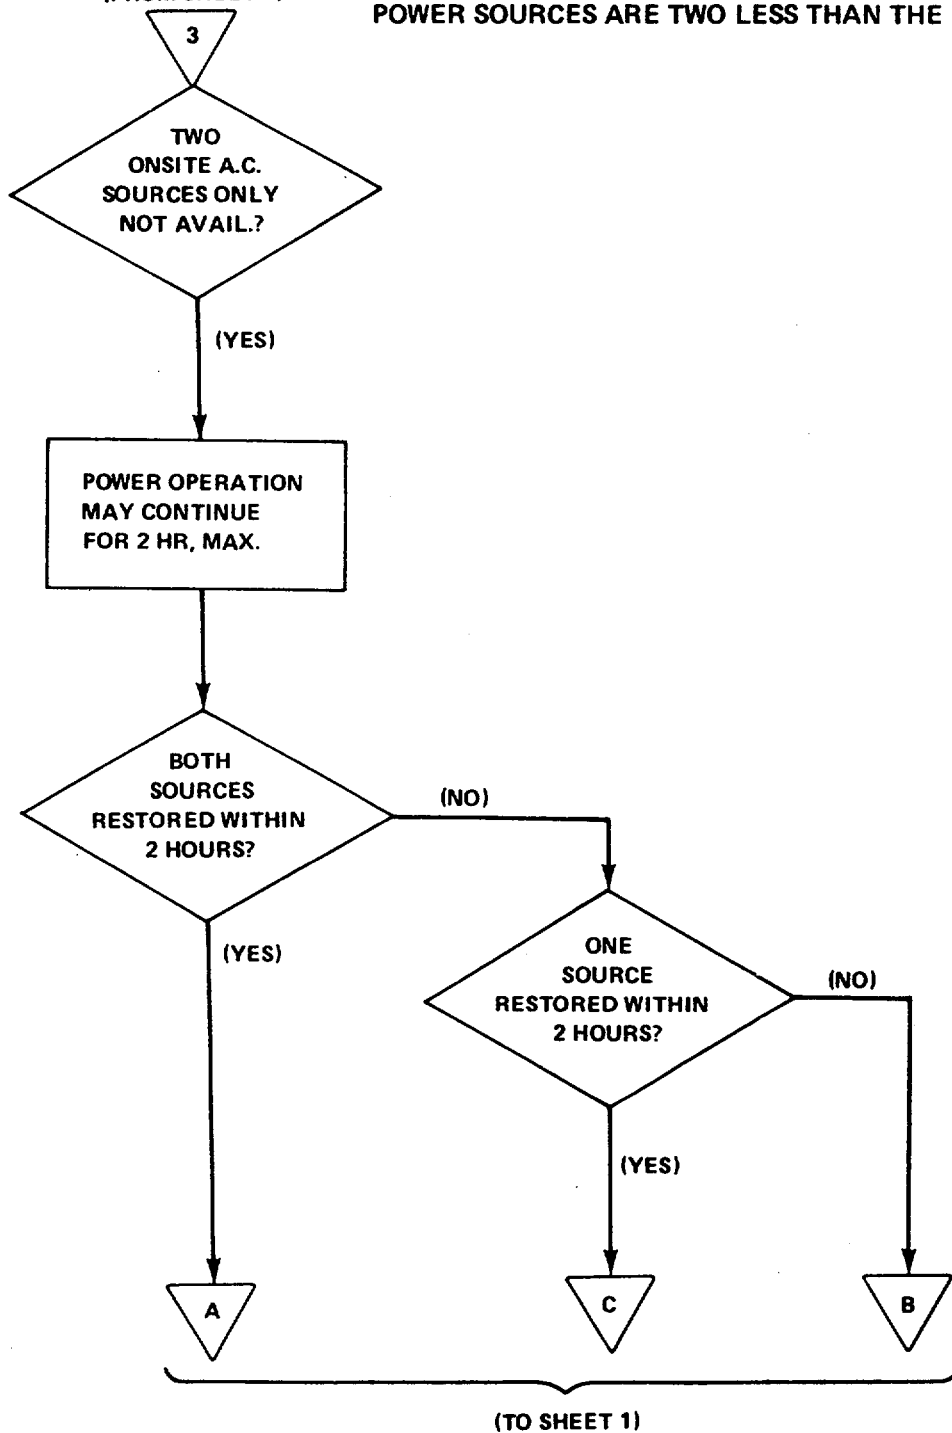 POWER SOURCES ARE TWO LESS THAN THE
3
TWO
ONSITE A.C.
SOURCES ONLY
NOT AVAIL.?
(YES)
POWER OPERATION
MAY CONTINUE
FOR 2 HR, MAX.
BOTH
SOURCES
RESTORED WITHIN
2 HOURS?
(NO)
(YES)
ONE
SOURCE
RESTORED WITHIN
2 HOURS?
(NO)
(YES)
A
C
B
(TO SHEET 1)